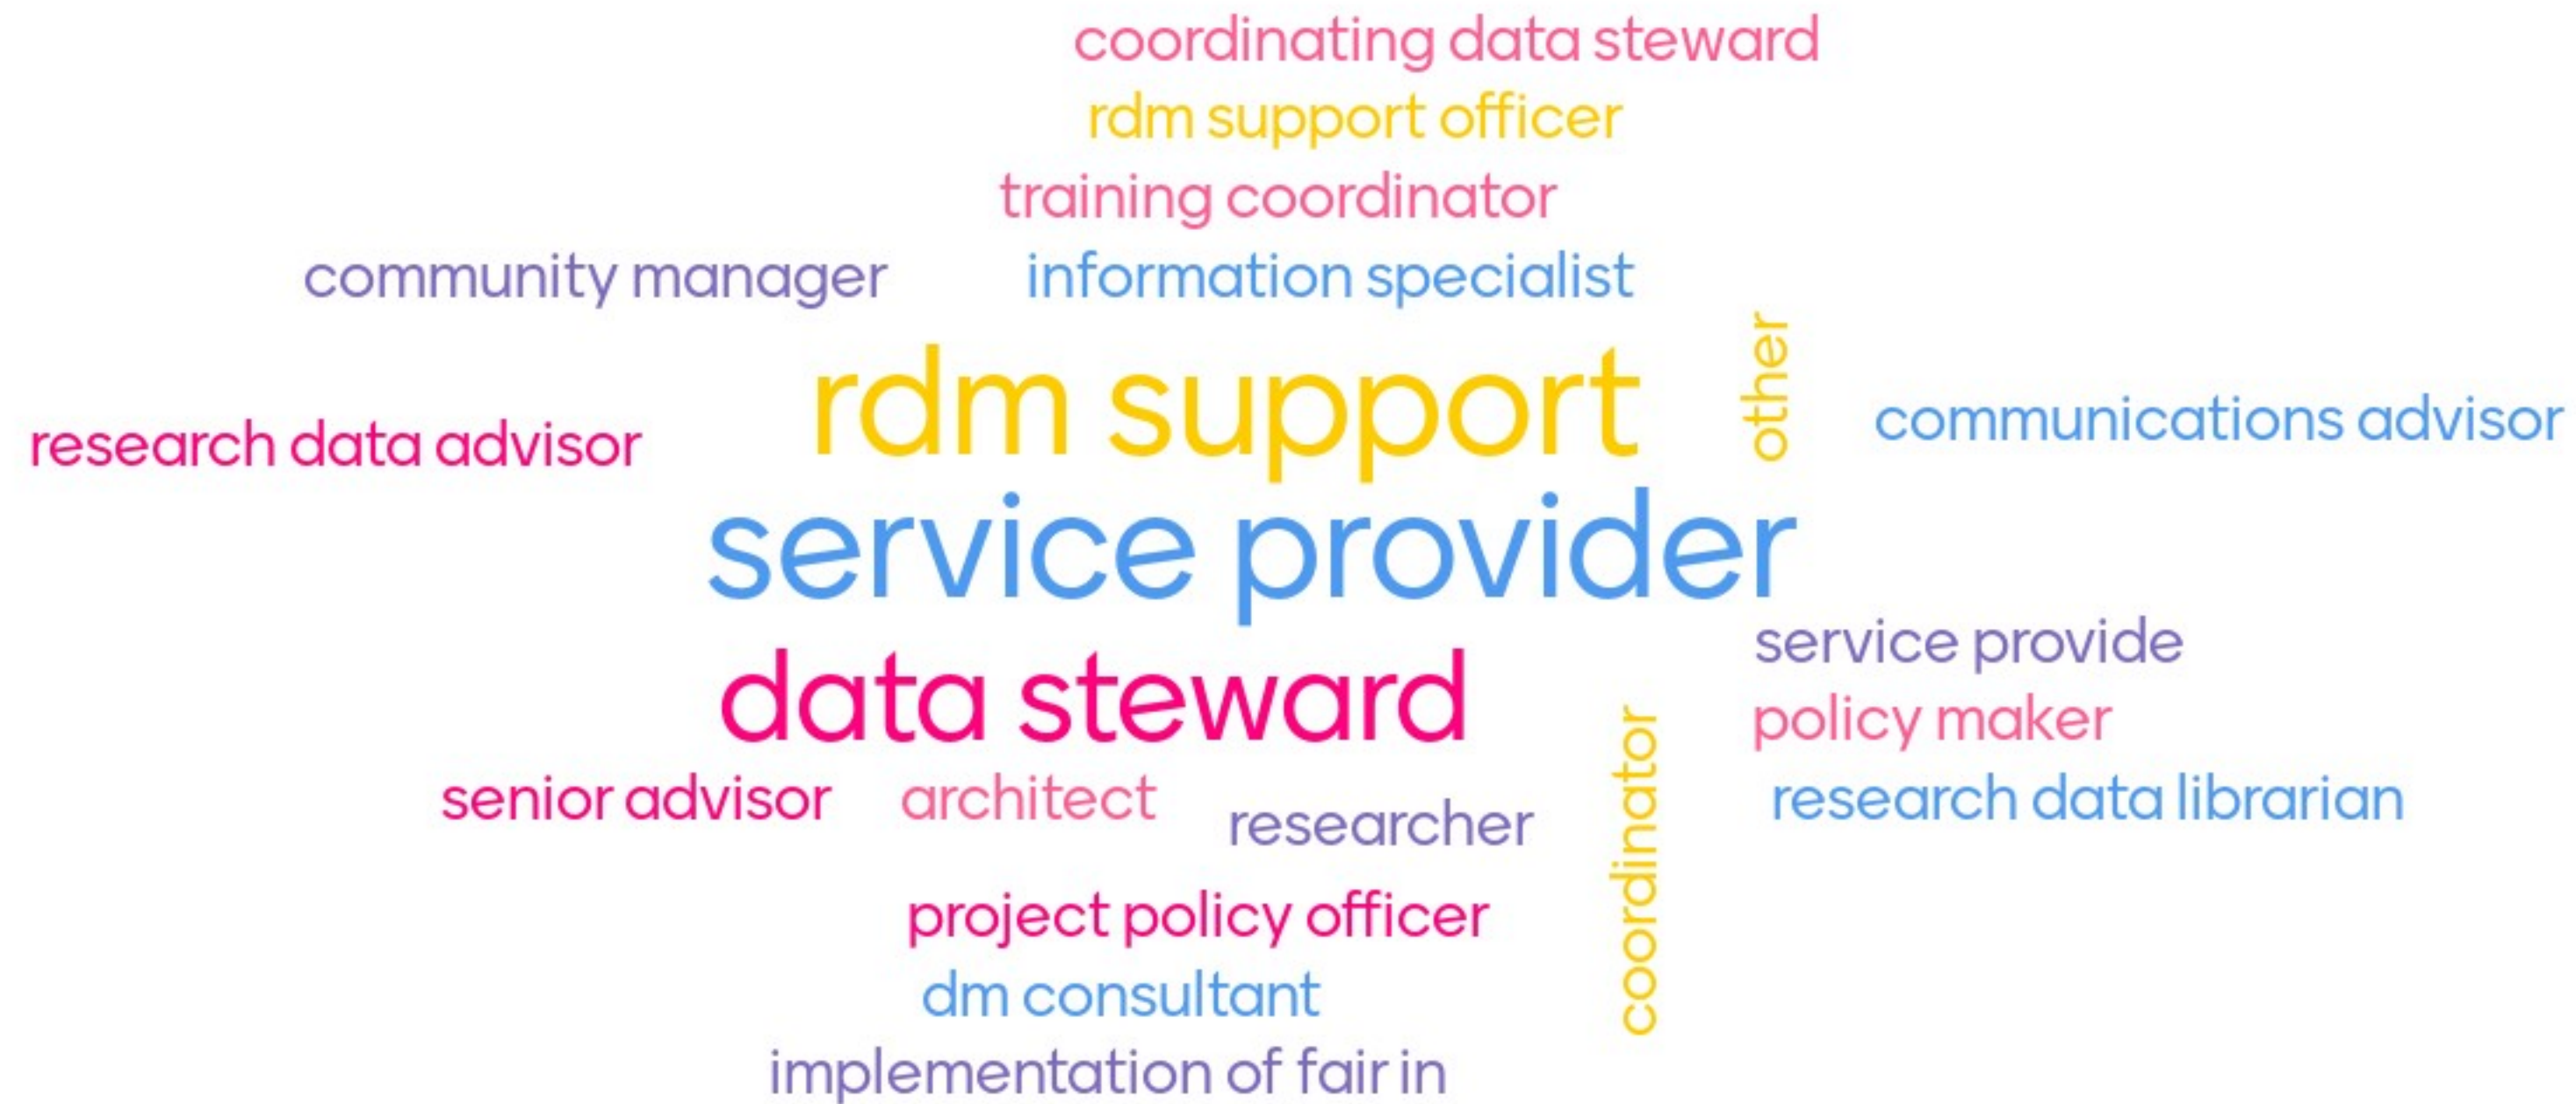 coordinating data steward
rdm support officer
training coordinator
community manager
information specialist
other
rdm support
communications advisor
research data advisor
service provider
service provide
data steward
policy maker
coordinator
senior advisor
architect
researcher
research data librarian
project policy officer
dm consultant
implementation of fair in